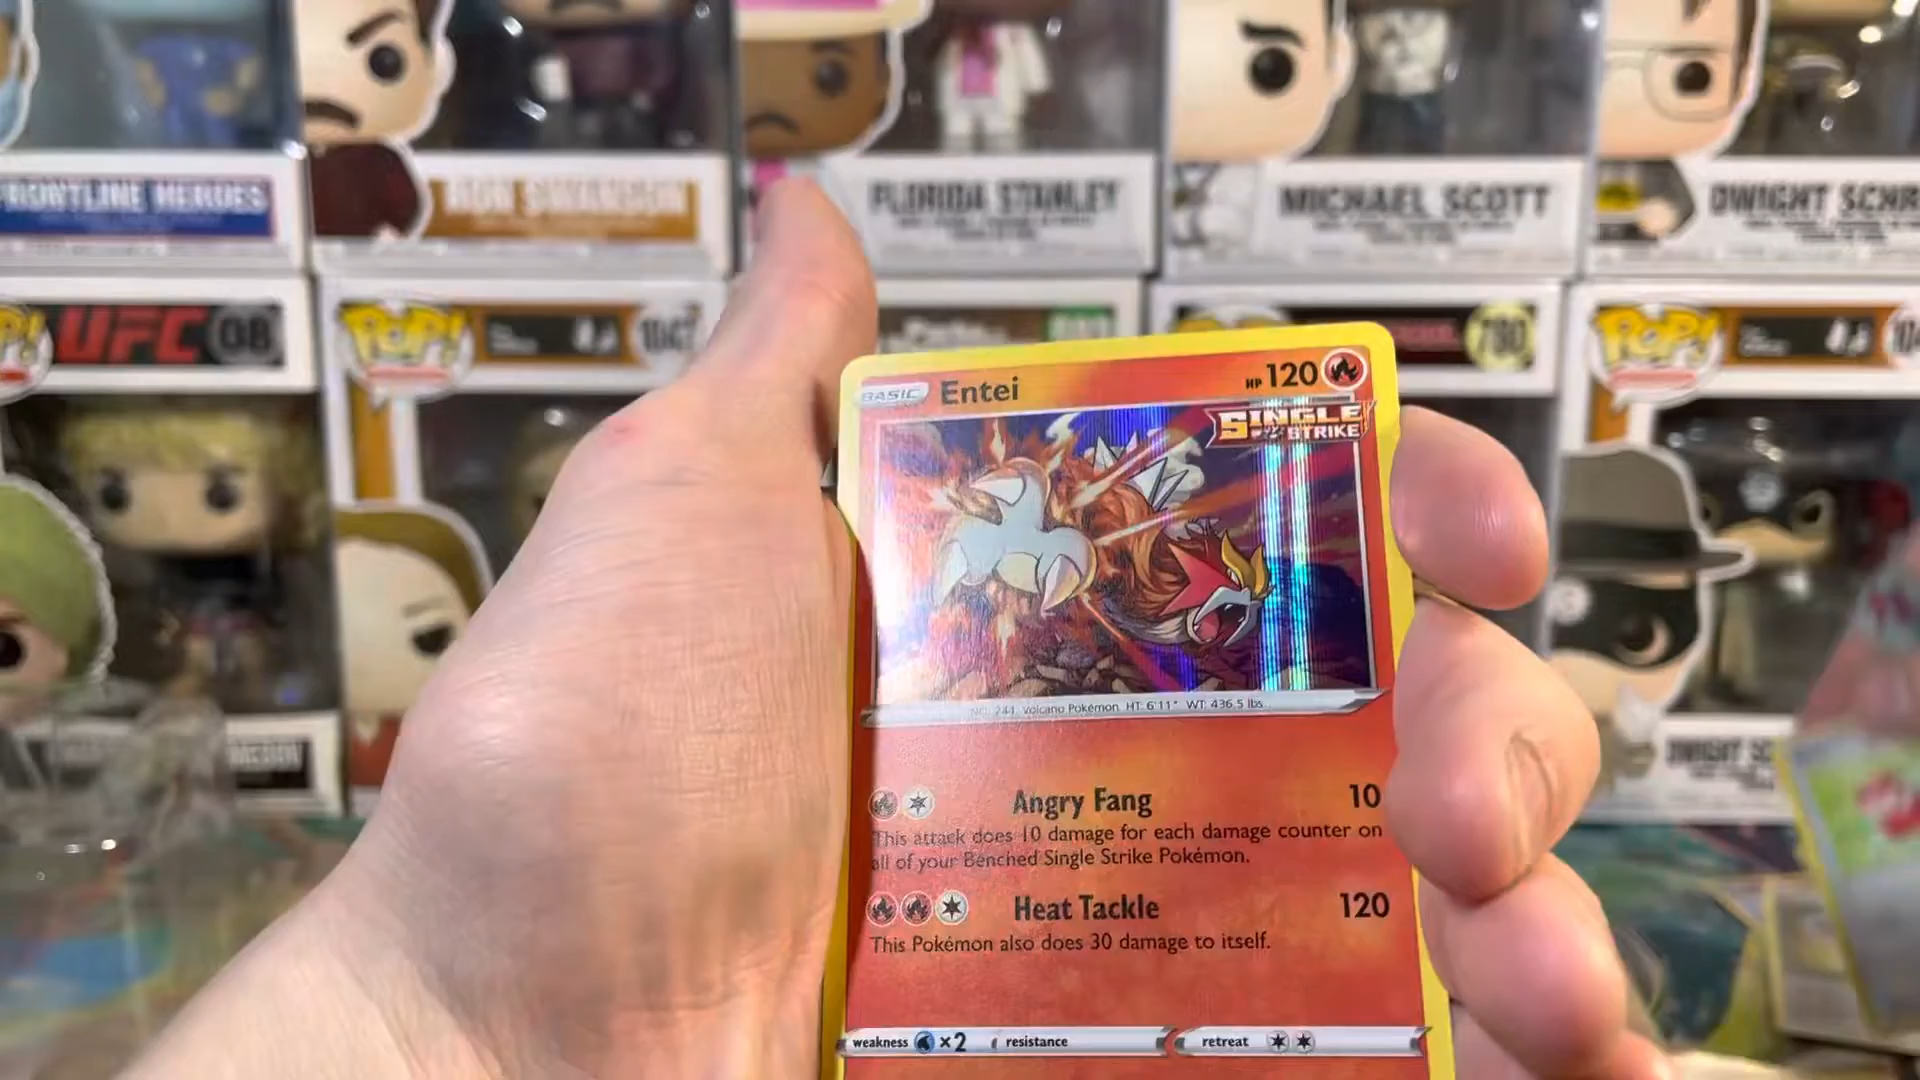 FRONTLINE HEROES
RON SWANSON
FLORIDA STANLEY
MICHAEL SCOTT
DWIGHT SCHR
UFC 08
POP!
780
POP!
BASIC Entei HP 120
SINGLE
STRIKE
NO. 244 Volcano Pokémon HT: 6'11" WT: 436.5 lbs.
Angry Fang 10
This attack does 10 damage for each damage counter on
all of your Benched Single Strike Pokémon.
Heat Tackle 120
This Pokémon also does 30 damage to itself.
weakness ×2 resistance retreat
DWIGHT SC